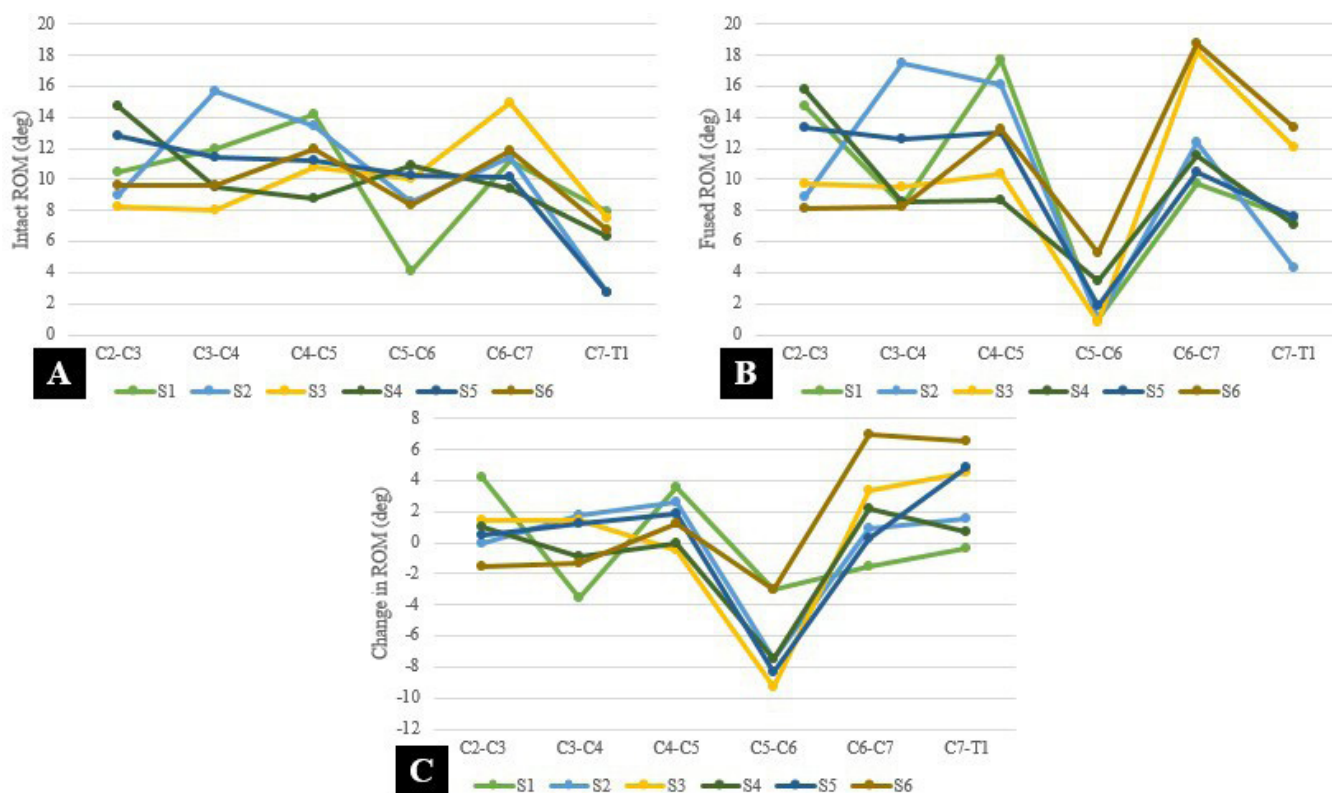 Intact ROM (deg)
20
18
16
14
12
10
8
6
4
2
0
C2-C3 C3-C4 C4-C5 C5-C6 C6-C7 C7-T1
A
S1 S2 S3 S4 S5 S6
Fused ROM (deg)
20
18
16
14
12
10
8
6
4
2
0
C2-C3 C3-C4 C4-C5 C5-C6 C6-C7 C7-T1
B
S1 S2 S3 S4 S5 S6
Change in ROM (deg)
8
6
4
2
0
-2
-4
-6
-8
-10
-12
C2-C3 C3-C4 C4-C5 C5-C6 C6-C7 C7-T1
C
S1 S2 S3 S4 S5 S6